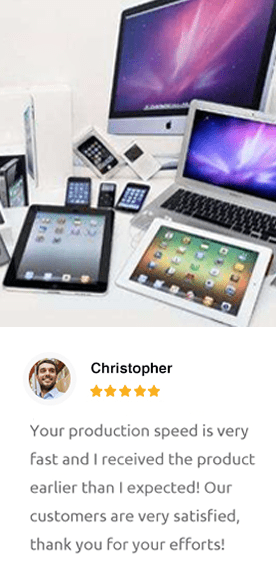 Christopher
Your production speed is very
fast and I received the product
earlier than I expected! Our
customers are very satisfied,
thank you for your efforts!